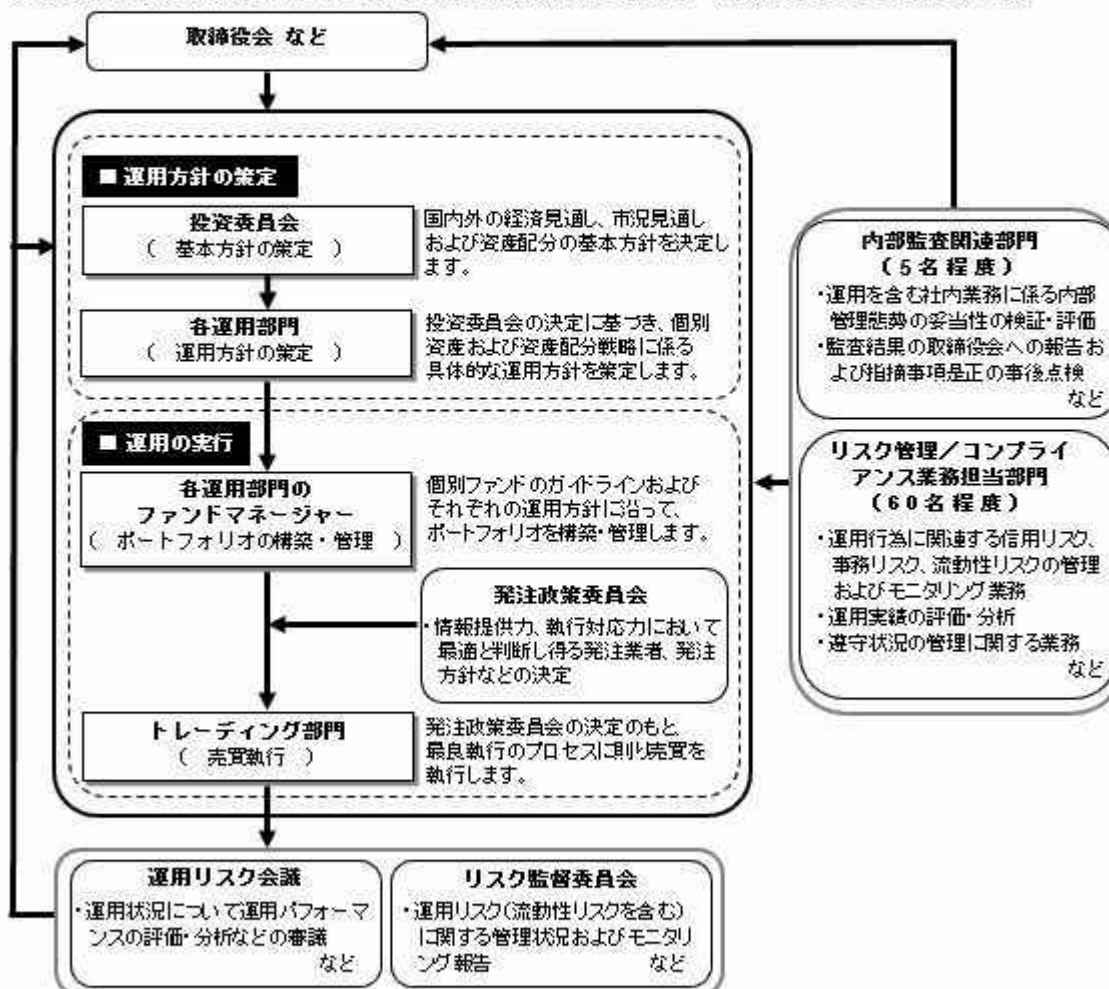 取締役会 など
■ 運用方針の策定
投資委員会
( 基本方針の策定 )
国内外の経済見通し、市況見通し
および資産配分の基本方針を決定し
ます。
各運用部門
( 運用方針の策定 )
投資委員会の決定に基づき、個別
資産および資産配分戦略に係る
具体的な運用方針を策定します。
■ 運用の実行
各運用部門の
ファンドマネージャー
( ポートフォリオの構築・管理 )
個別ファンドのガイドラインおよび
それぞれの運用方針に沿って、
ポートフォリオを構築・管理します。
発注政策委員会
・情報提供力、執行対応力において
最適と判断し得る発注業者、発注
方針などの決定
トレーディング部門
( 売買執行 )
発注政策委員会の決定のもと、
最良執行のプロセスに則り売買を
執行します。
内部監査関連部門
(5名程度)
・運用を含む社内業務に係る内部
管理態勢の妥当性の検証・評価
・監査結果の取締役会への報告お
よび指摘事項是正の事後点検
など
リスク管理/コンプライ
アンス業務担当部門
(60名程度)
・運用行為に関連する信用リスク、
事務リスク、流動性リスクの管理
およびモニタリング業務
・運用実績の評価・分析
・遵守状況の管理に関する業務
など
運用リスク会議
・運用状況について運用パフォーマ
ンスの評価・分析などの審議
など
リスク監督委員会
・運用リスク(流動性リスクを含む)
に関する管理状況およびモニタリ
ング報告 など